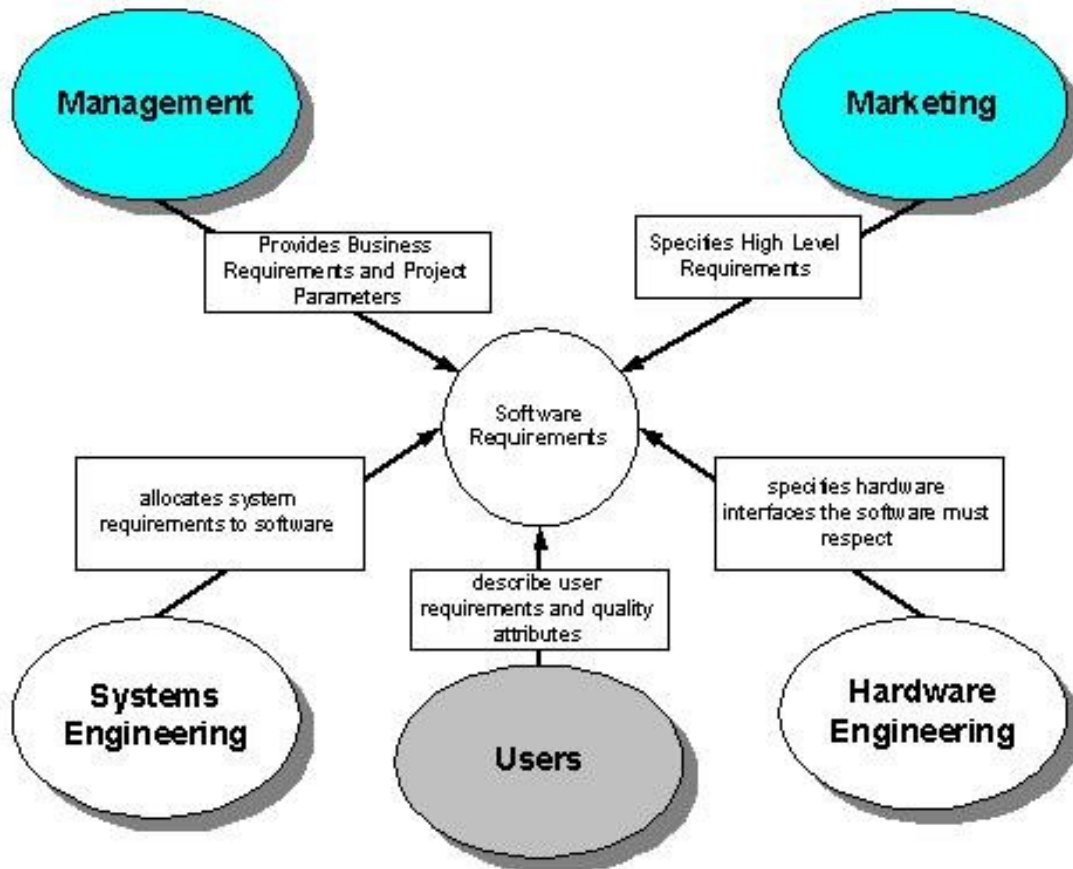 Management
Marketing
Provides Business
Requirements and Project
Parameters
Specifies High Level
Requirements
Software
Requirements
allocates system
requirements to software
specifies hardware
interfaces the software must
respect
describe user
requirements and quality
attributes
Systems
Engineering
Users
Hardware
Engineering